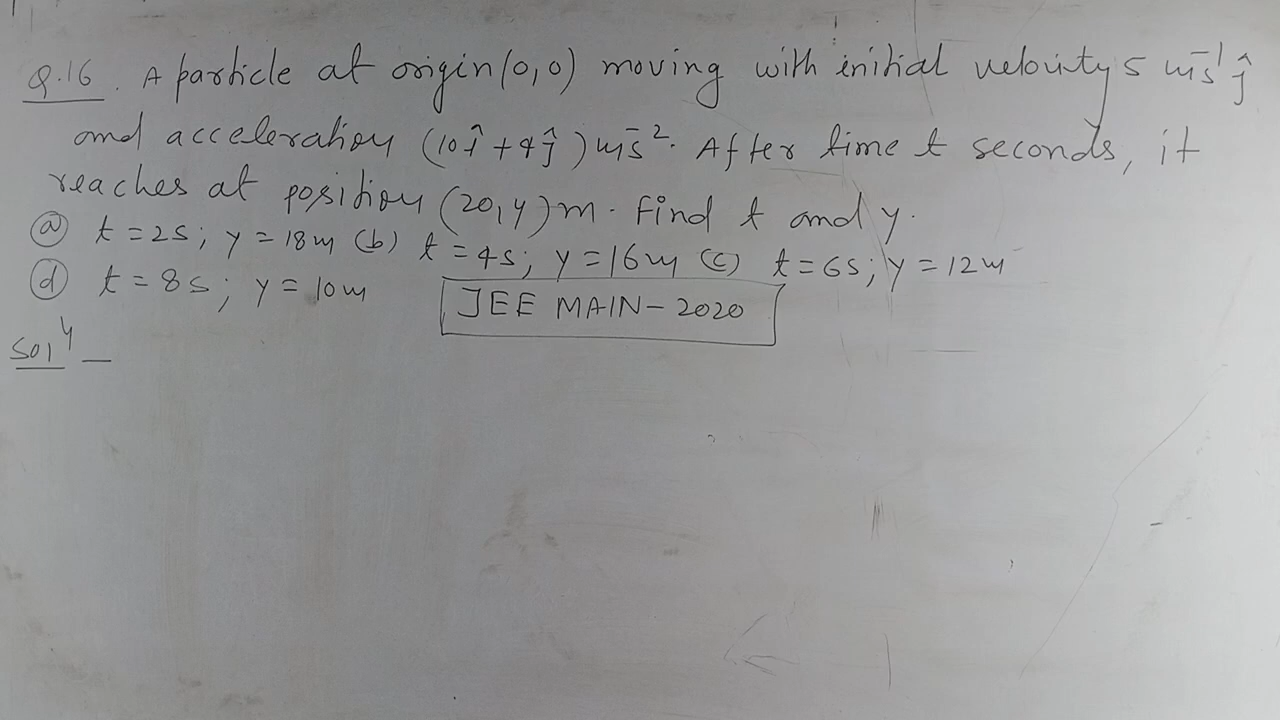 Q.16. A particle at origin (0,0) moving with initial velocity 5 ms⁻¹ ĵ
and acceleration (10î + 4ĵ) ms⁻². After time t seconds, it
reaches at position (20, y) m. Find t and y.
(a) t = 2s; y = 18m (b) t = 4s; y = 16m (c) t = 6s; y = 12m
(d) t = 8s; y = 10m
JEE MAIN - 2020
Solⁿ —